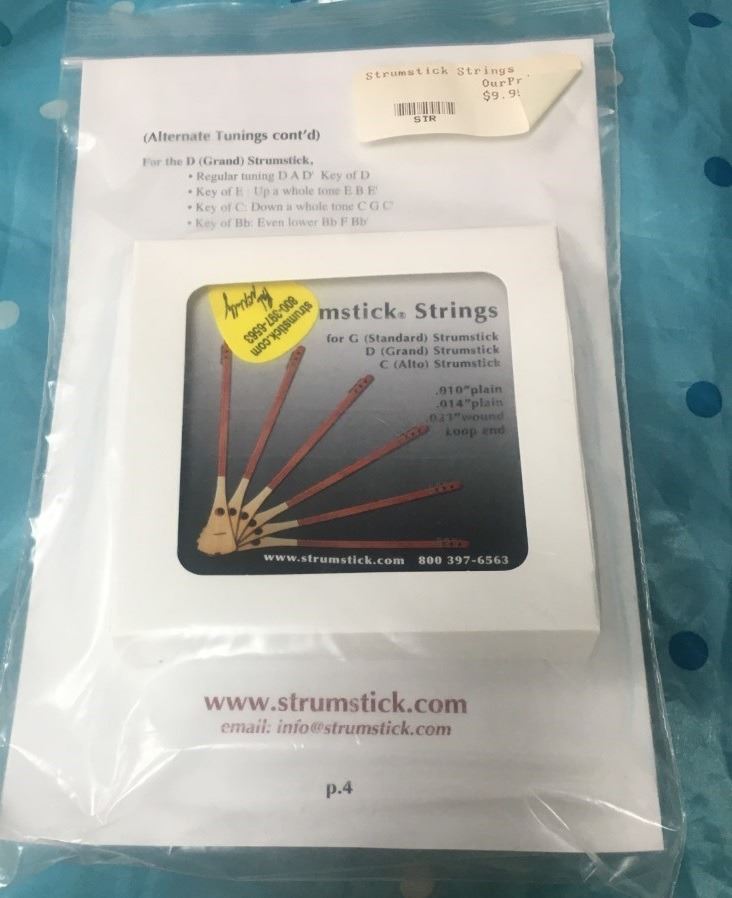 Strumstick Strings
OurPr
$9.9
STR
(Alternate Tunings cont'd)
For the D (Grand) Strumstick,
• Regular tuning D A D' Key of D
• Key of E: Up a whole tone E B E'
• Key of C: Down a whole tone C G C'
• Key of Bb: Even lower Bb F Bb'
strumstick.com
800-397-6563
mstick® Strings
for G (Standard) Strumstick
D (Grand) Strumstick
C (Alto) Strumstick
.010"plain
.014"plain
wound
Loop end
www.strumstick.com 800 397-6563
www.strumstick.com
email: info@strumstick.com
p.4